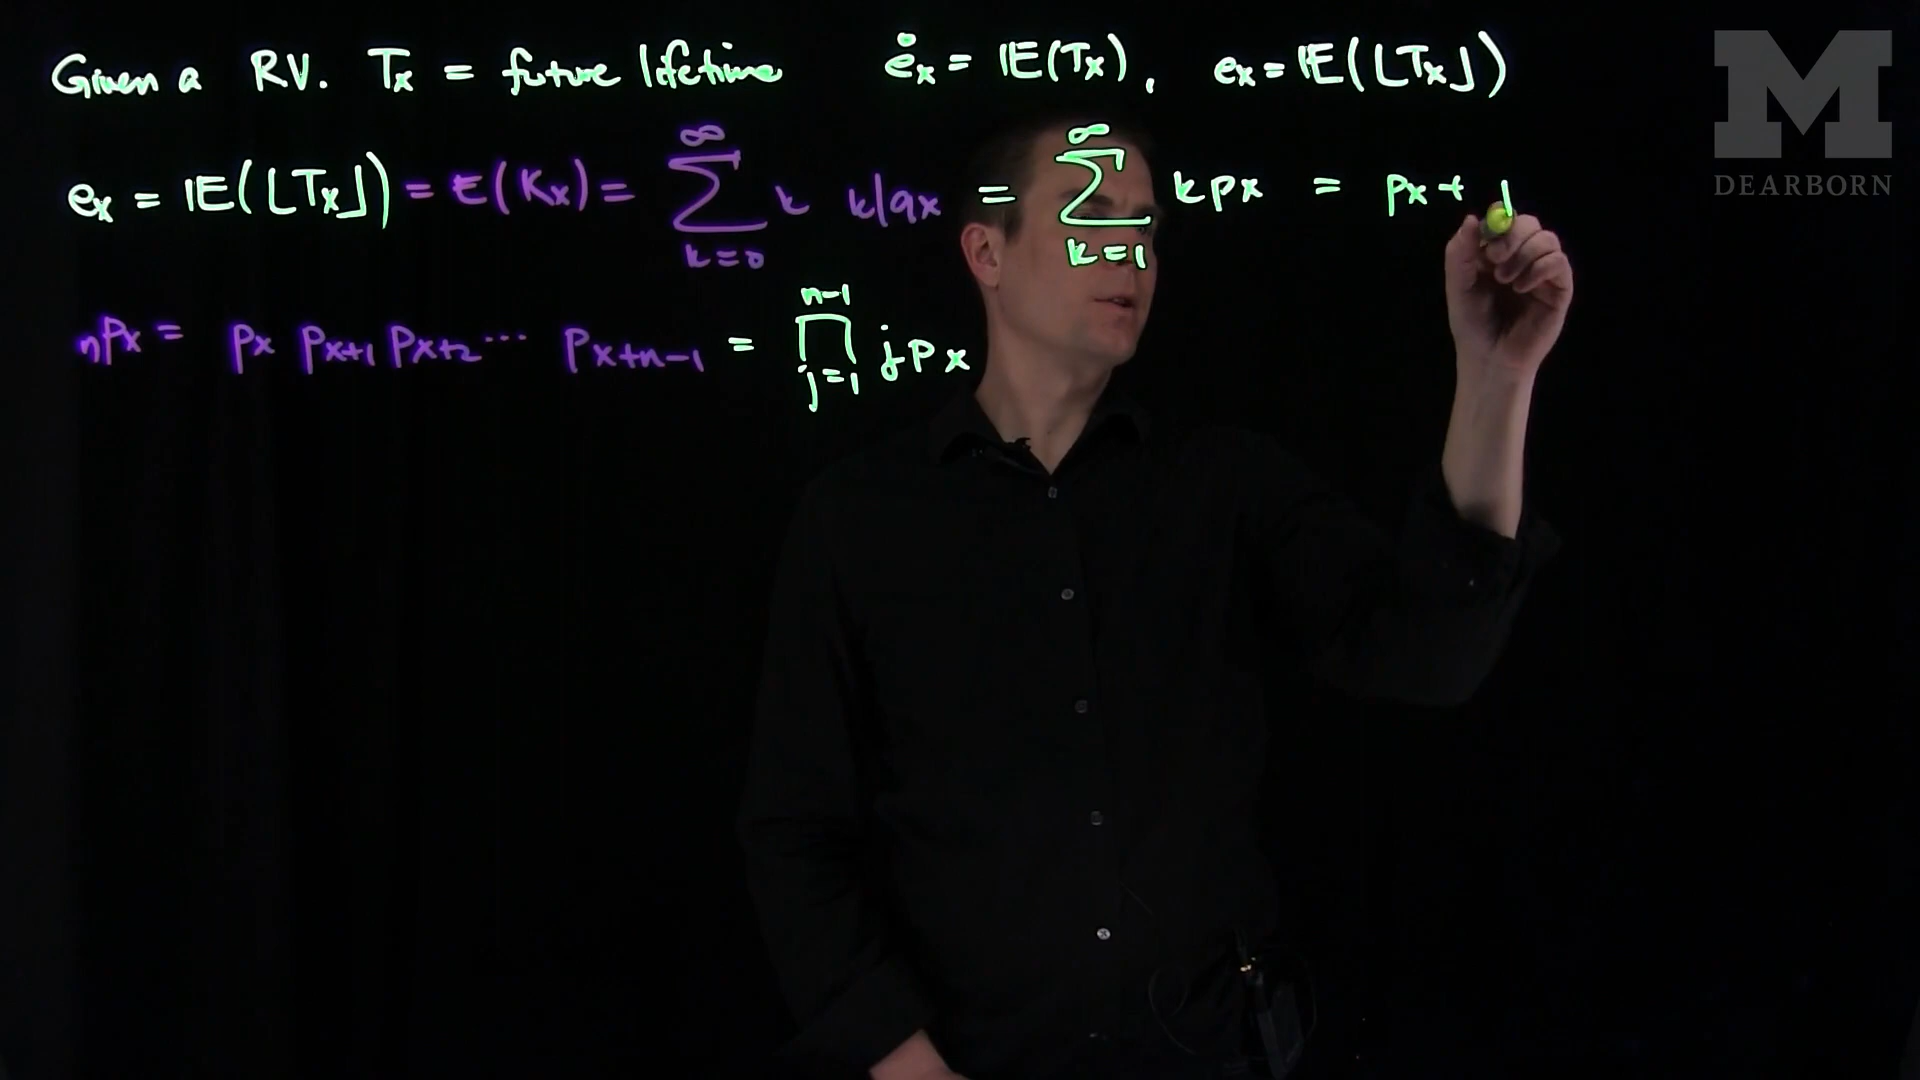 Given a RV. Tx = future lifetime e̊x = 𝔼(Tx), ex = 𝔼(⌊Tx⌋)
ex = 𝔼(⌊Tx⌋) = E(Kx) = ∑_{k=0}^{∞} k k|qx = ∑_{k=1}^{∞} kpx = px + p
npx = px px+1 px+2 ... px+n-1 = ∏_{j=1}^{n-1} jpx
M
DEARBORN